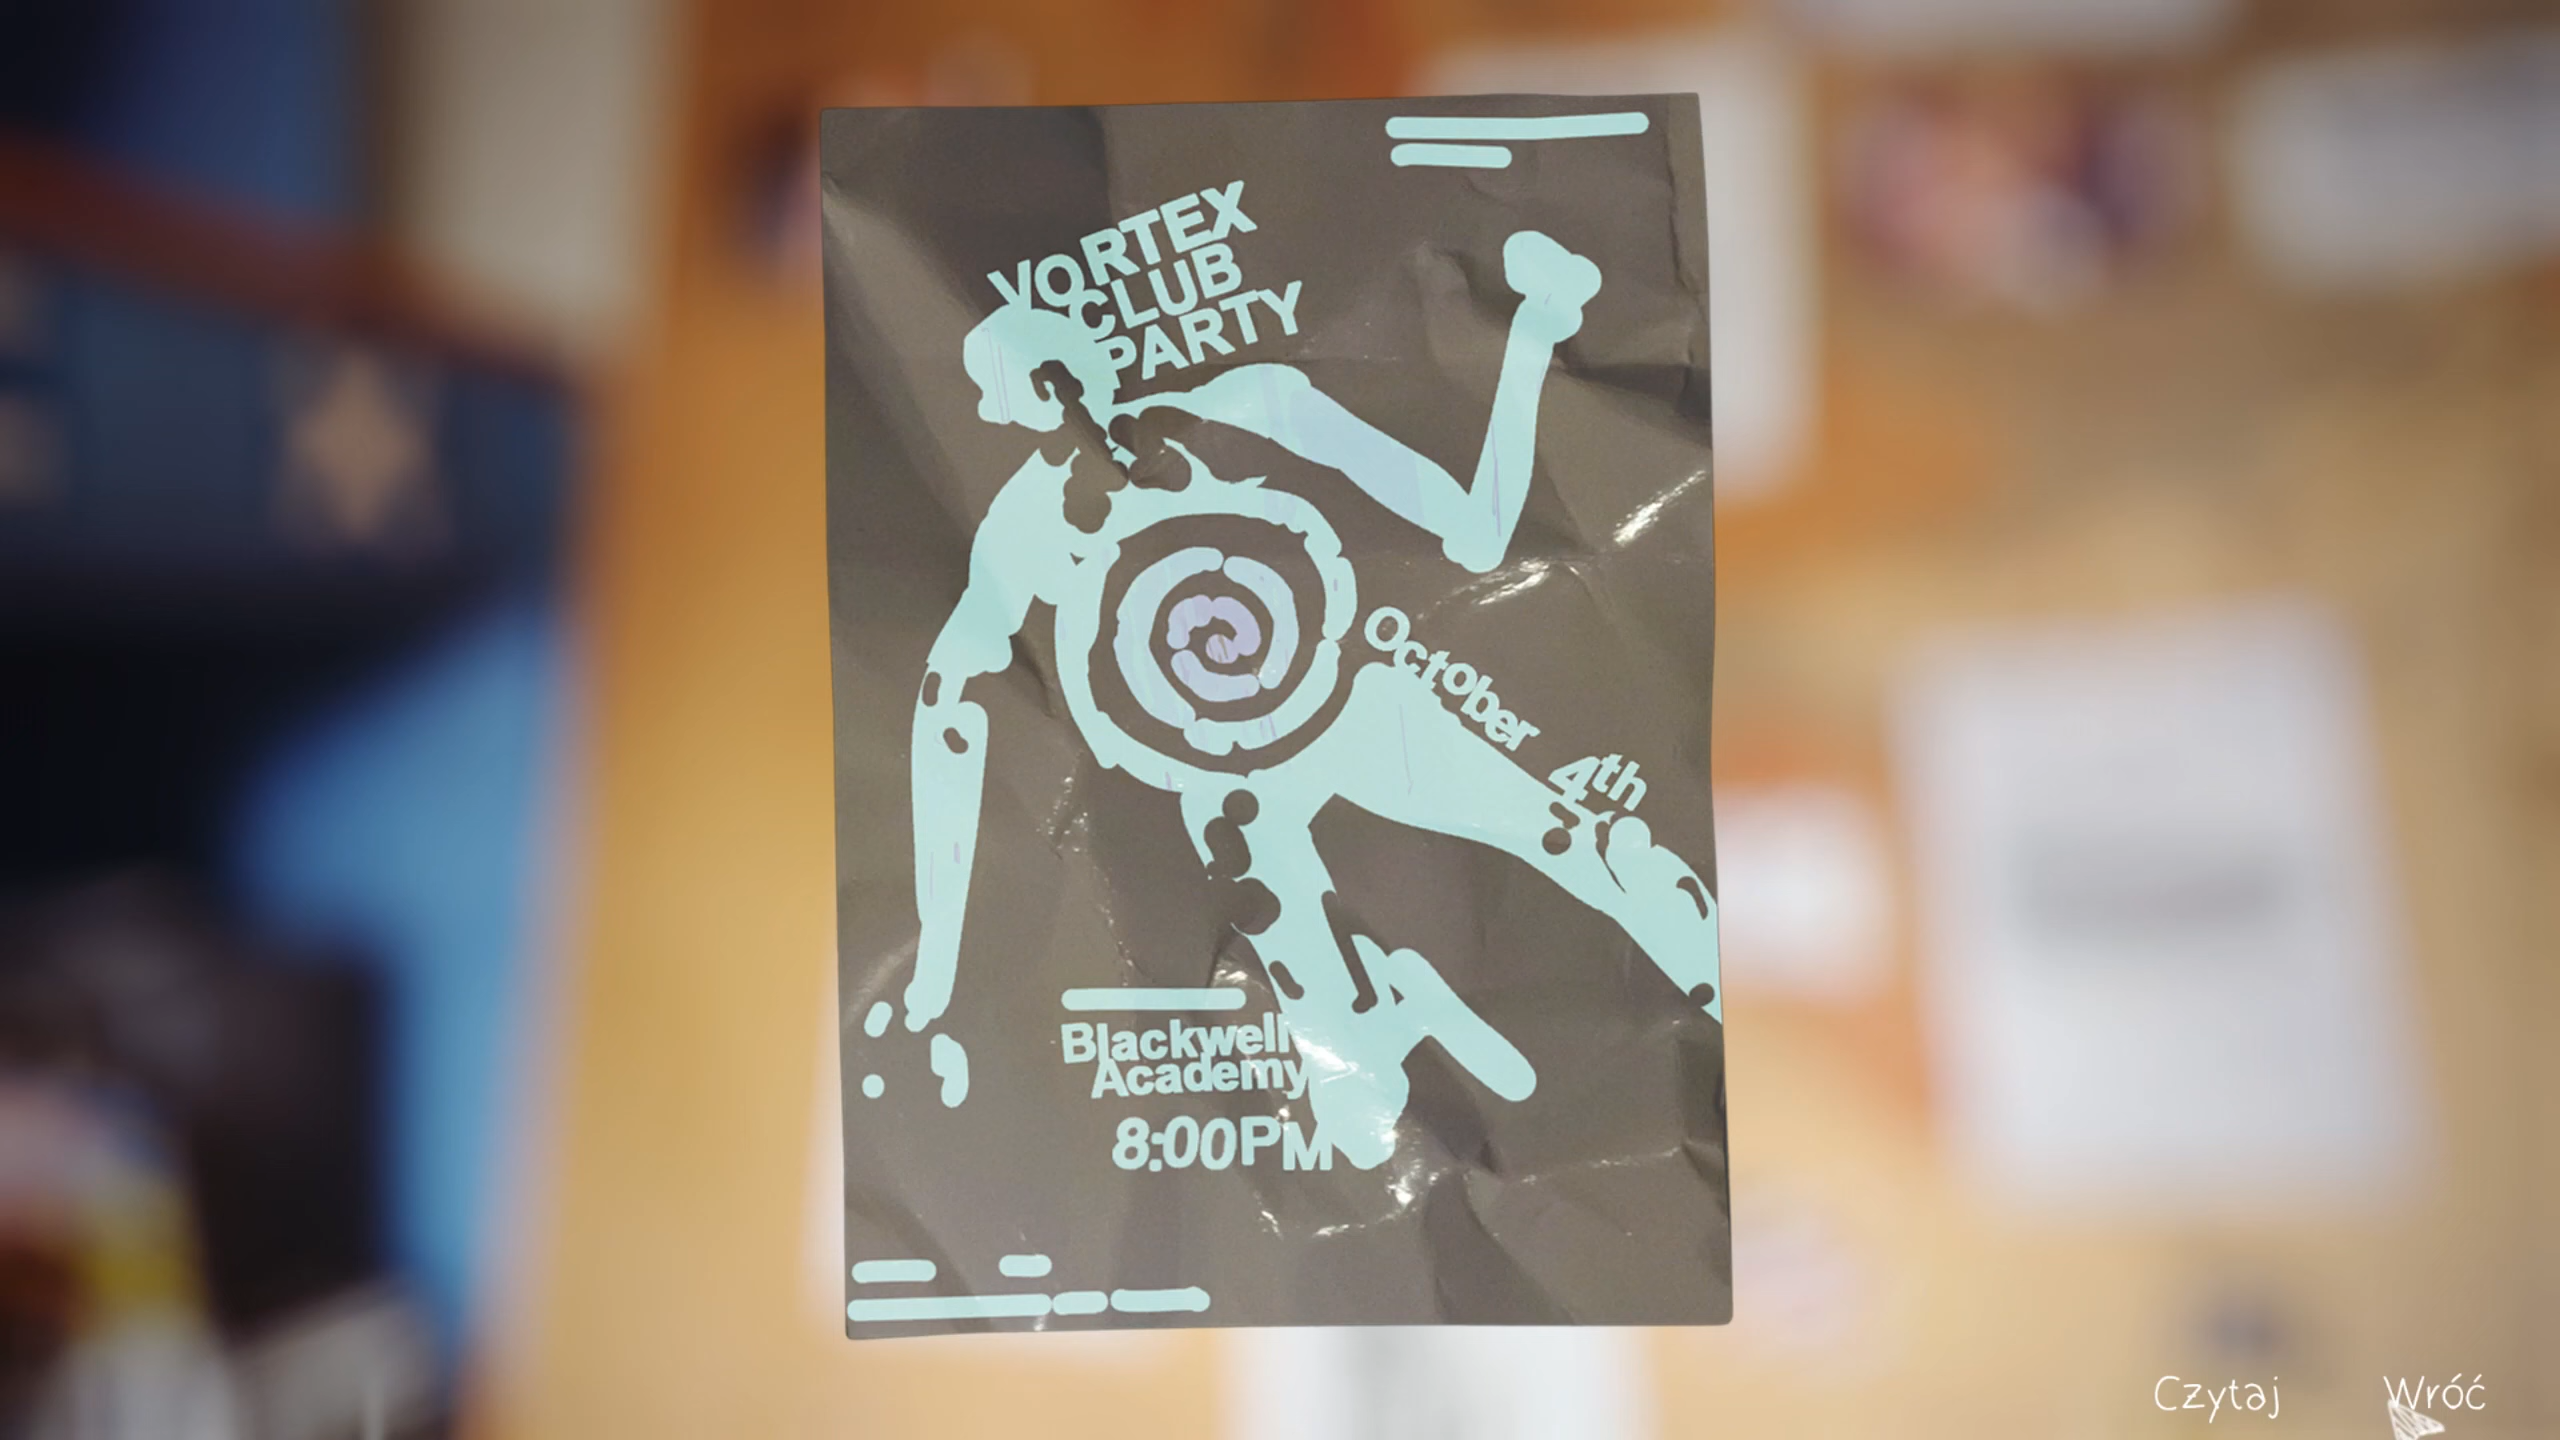 VORTEX
CLUB
PARTY
October 4th
Blackwell
Academy
8:00PM
Czytaj Wróć